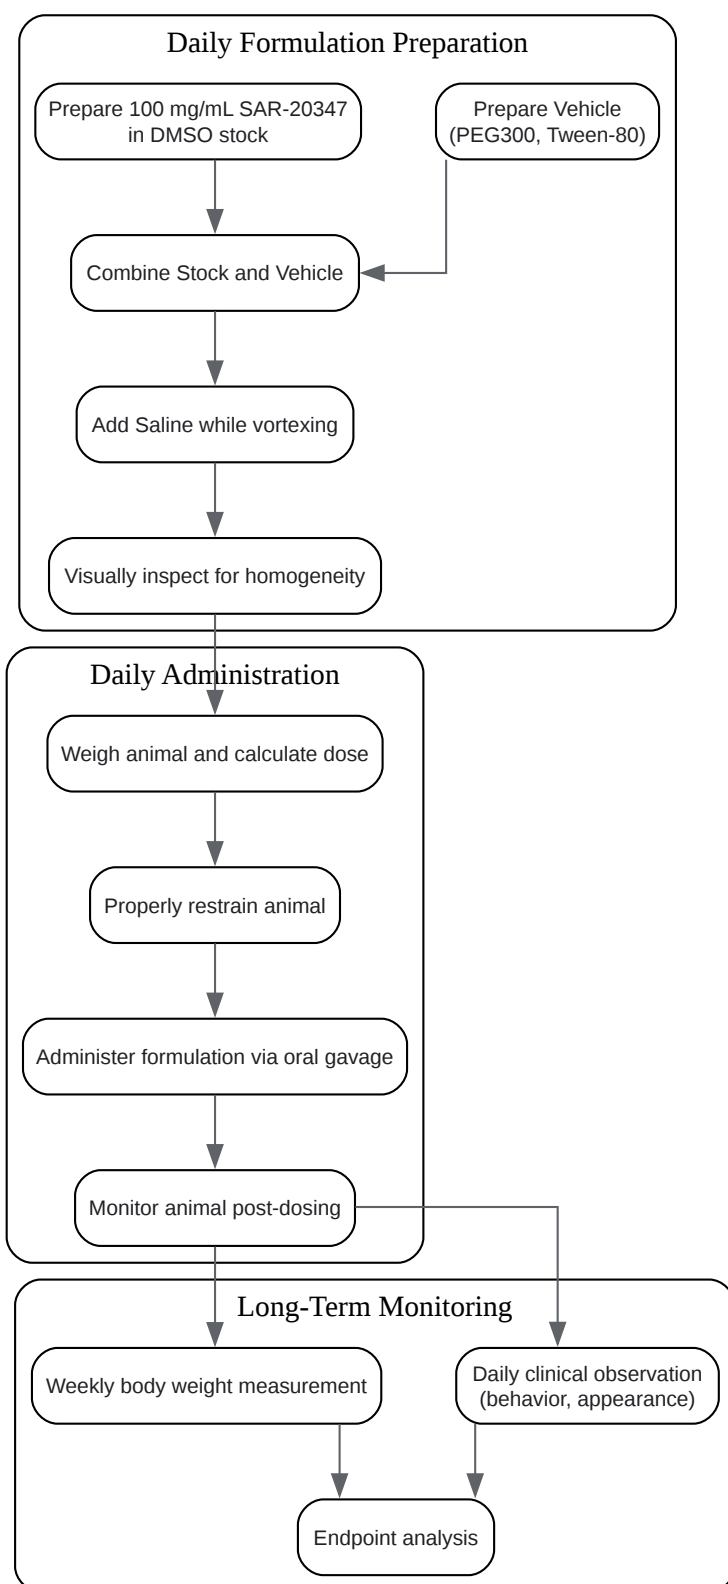 Daily Formulation Preparation
Prepare 100 mg/mL SAR-20347
in DMSO stock
Prepare Vehicle
(PEG300, Tween-80)
Combine Stock and Vehicle
Add Saline while vortexing
Visually inspect for homogeneity
Daily Administration
Weigh animal and calculate dose
Properly restrain animal
Administer formulation via oral gavage
Monitor animal post-dosing
Long-Term Monitoring
Weekly body weight measurement
Daily clinical observation
(behavior, appearance)
Endpoint analysis